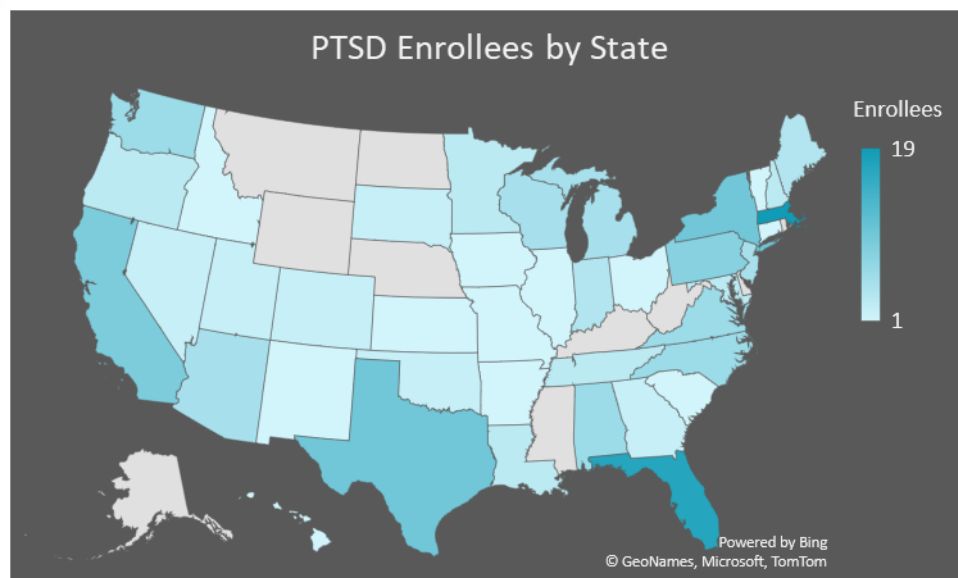 PTSD Enrollees by State
Enrollees
19
1
Powered by Bing
© GeoNames, Microsoft, TomTom